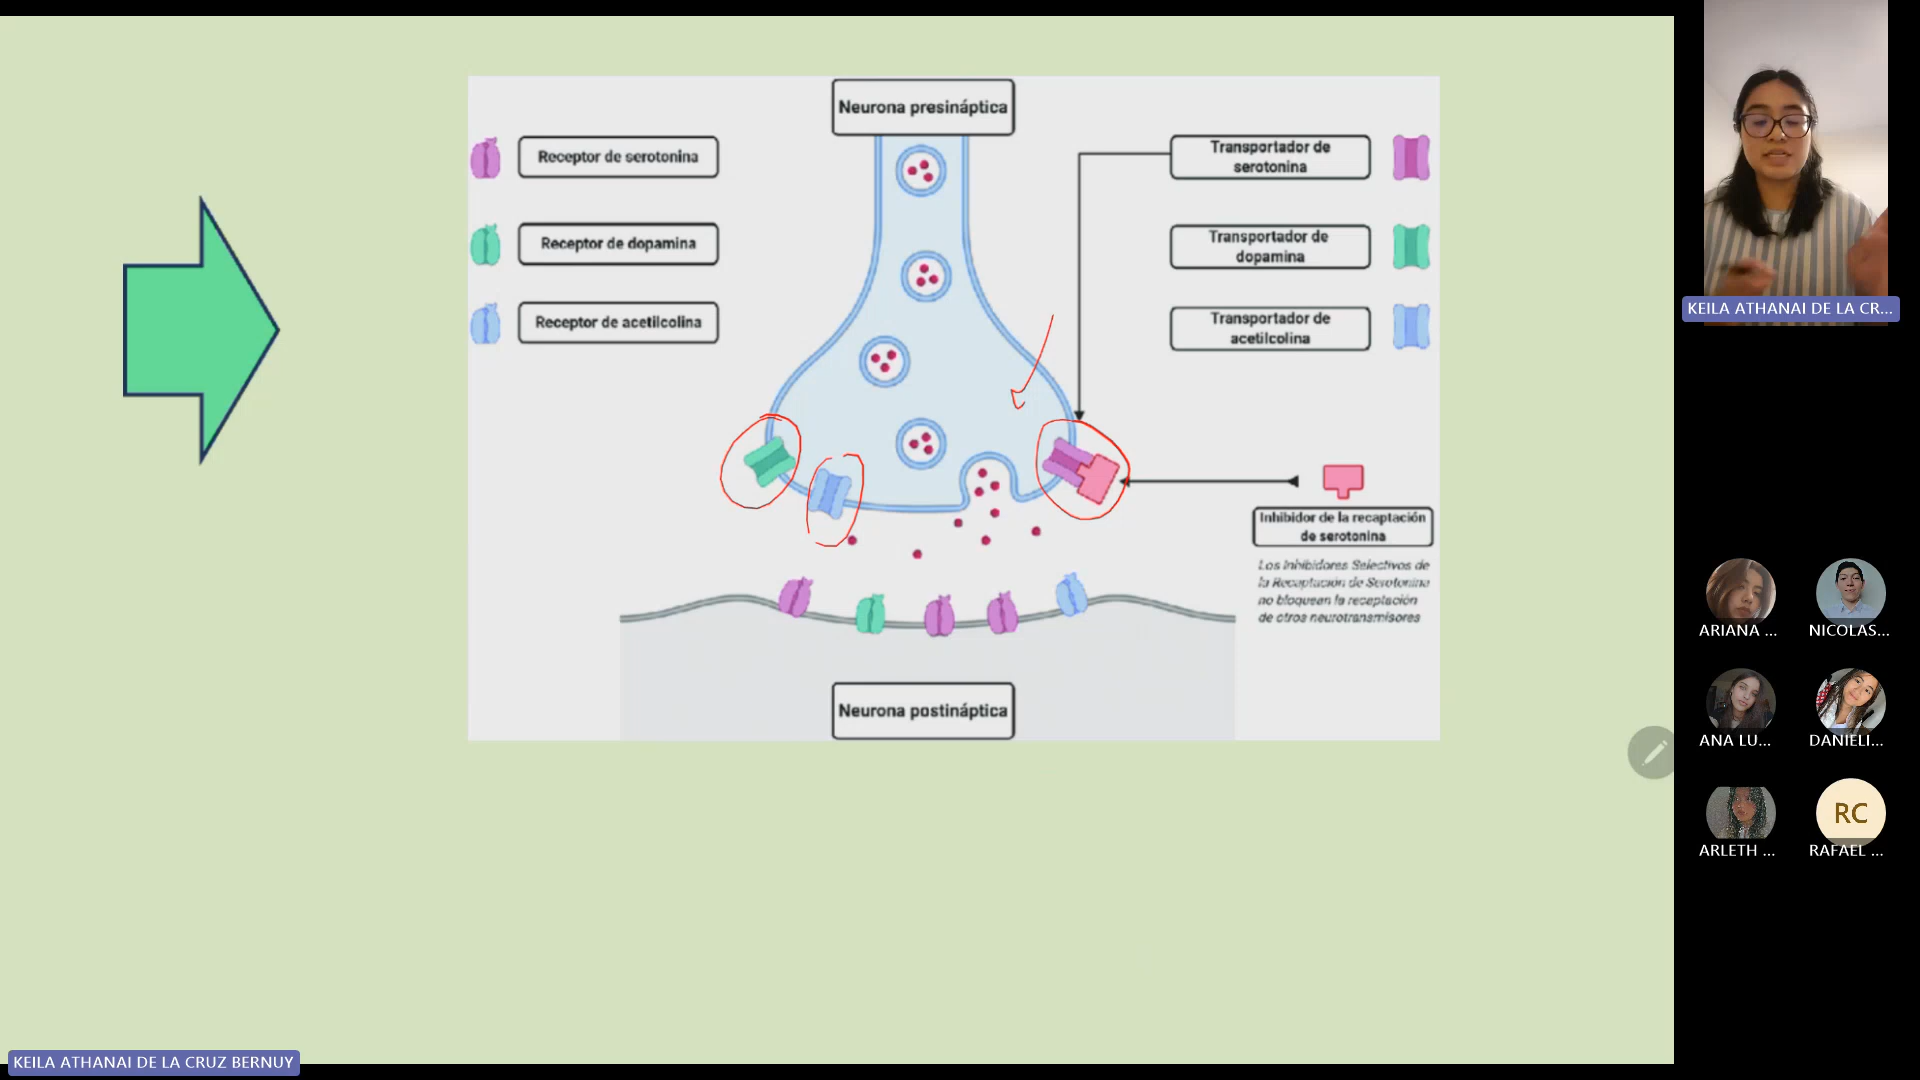 Neurona presináptica
Receptor de serotonina
Receptor de dopamina
Receptor de acetilcolina
Transportador de
serotonina
Transportador de
dopamina
Transportador de
acetilcolina
Inhibidor de la recaptación
de serotonina
Los Inhibidores Selectivos de
la Recaptación de Serotonina
no bloquean la receptación
de otros neurotransmisores
Neurona postináptica
KEILA ATHANAI DE LA CRUZ BERNUY
KEILA ATHANAI DE LA CR...
ARIANA ...
NICOLAS...
ANA LU...
DANIELI...
ARLETH ...
RC
RAFAEL ...